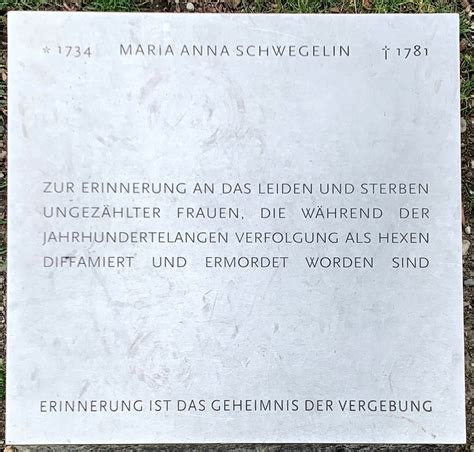 ☆ 1734 MARIA ANNA SCHWEGELIN † 1781
ZUR ERINNERUNG AN DAS LEIDEN UND STERBEN
UNGEZÄHLTER FRAUEN, DIE WÄHREND DER
JAHRHUNDERTELANGEN VERFOLGUNG ALS HEXEN
DIFFAMIERT UND ERMORDET WORDEN SIND
ERINNERUNG IST DAS GEHEIMNIS DER VERGEBUNG